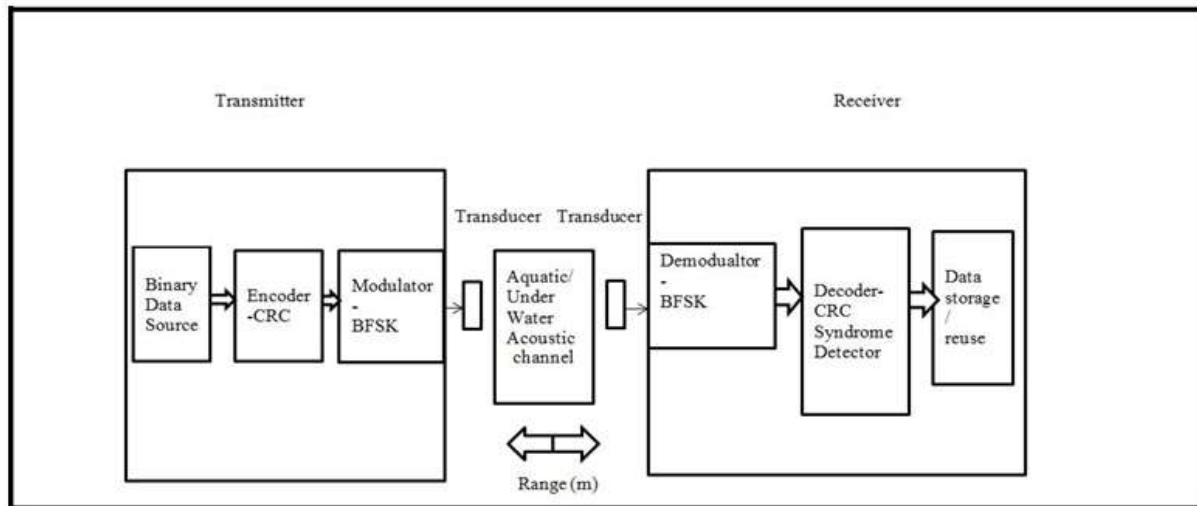 Transmitter
Receiver
Transducer
Transducer
Binary
Data
Source
Encoder
-CRC
Modulator
-
BFSK
Aquatic/
Under
Water
Acoustic
channel
Demodualtor
-
BFSK
Decoder-
CRC
Syndrome
Detector
Data
storage
/
reuse
Range (m)